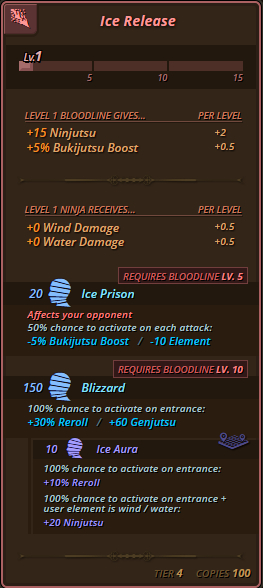 Ice Release
Lv.1
5 10 15
LEVEL 1 BLOODLINE GIVES... PER LEVEL
+15 Ninjutsu +2
+5% Bukijutsu Boost +0.5
LEVEL 1 NINJA RECEIVES... PER LEVEL
+0 Wind Damage +0.5
+0 Water Damage +0.5
REQUIRES BLOODLINE LV. 5
20 Ice Prison
Affects your opponent
50% chance to activate on each attack:
-5% Bukijutsu Boost / -10 Element
REQUIRES BLOODLINE LV. 10
150 Blizzard
100% chance to activate on entrance:
+30% Reroll / +60 Genjutsu
10 Ice Aura
100% chance to activate on entrance:
+10% Reroll
100% chance to activate on entrance +
user element is wind / water:
+20 Ninjutsu
TIER 4 COPIES 100